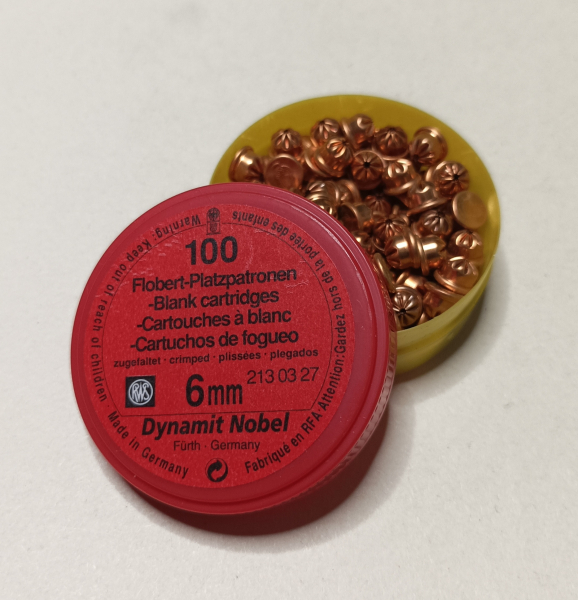 100
Flobert-Platzpatronen
-Blank cartridges
-Cartouches à blanc
-Cartuchos de fogueo
zugefaltet · crimped · plissées · plegados
RWS
6mm
213 03 27
Dynamit Nobel
Fürth · Germany
Made in Germany · Warning: Keep out of reach of children ·
Fabriqué en RFA · Attention: Gardez hors de la portée des enfants